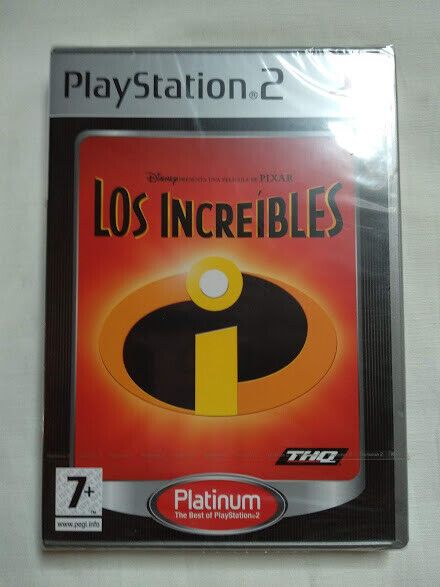 PlayStation®2
Disney PRESENTA UNA PELÍCULA DE PIXAR
LOS INCREÍBLES
i
THQ
7+
www.pegi.info
Platinum
The Best of PlayStation®2